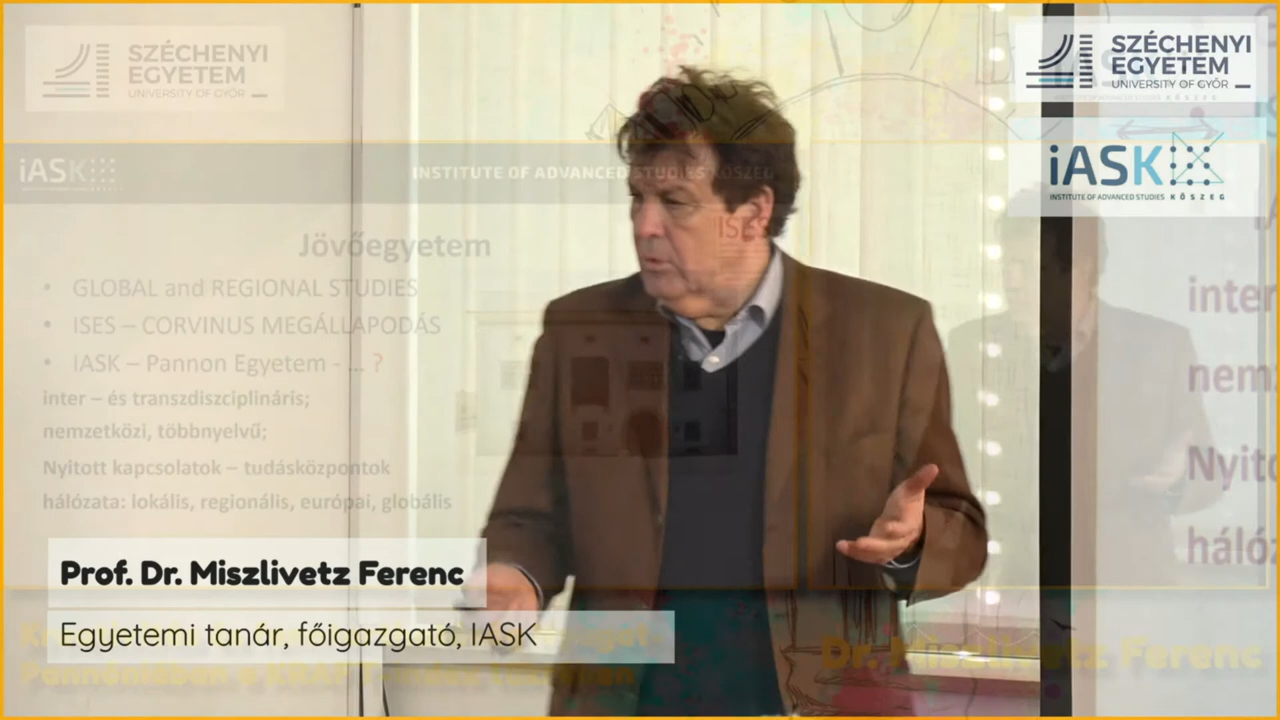 SZÉCHENYI
EGYETEM
UNIVERSITY OF GYŐR
SZÉCHENYI
EGYETEM
UNIVERSITY OF GYŐR
iASK
INSTITUTE OF ADVANCED STUDIES KŐSZEG
iASK
INSTITUTE OF ADVANCED STUDIES KŐSZEG
Jövőegyetem
• GLOBAL and REGIONAL STUDIES
• ISES – CORVINUS MEGÁLLAPODÁS
• IASK – Pannon Egyetem - ... ?
inter – és transzdiszciplináris;
nemzetközi, többnyelvű;
Nyitott kapcsolatok – tudásközpontok
hálózata: lokális, regionális, európai, globális
ISES
inter
nemz
Nyito
hálóz
Prof. Dr. Miszlivetz Ferenc
Egyetemi tanár, főigazgató, IASK
Dr. Miszlivetz Ferenc